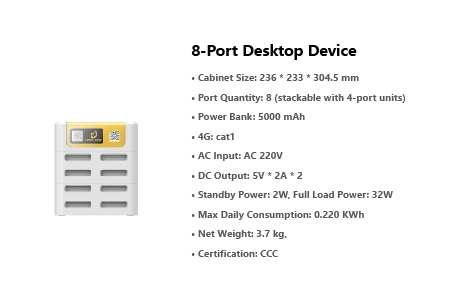 8-Port Desktop Device
• Cabinet Size: 236 * 233 * 304.5 mm
• Port Quantity: 8 (stackable with 4-port units)
• Power Bank: 5000 mAh
• 4G: cat1
• AC Input: AC 220V
• DC Output: 5V * 2A * 2
• Standby Power: 2W, Full Load Power: 32W
• Max Daily Consumption: 0.220 KWh
• Net Weight: 3.7 kg,
• Certification: CCC